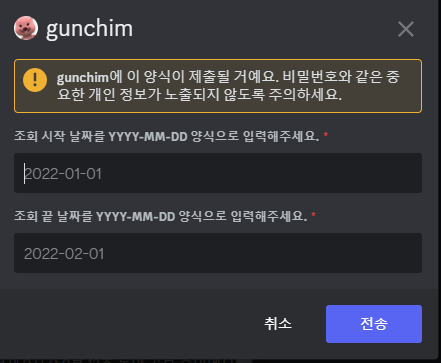 gunchim
gunchim에 이 양식이 제출될 거예요. 비밀번호와 같은 중
요한 개인 정보가 노출되지 않도록 주의하세요.
조회 시작 날짜를 YYYY-MM-DD 양식으로 입력해주세요. *
2022-01-01
조회 끝 날짜를 YYYY-MM-DD 양식으로 입력해주세요. *
2022-02-01
취소 전송